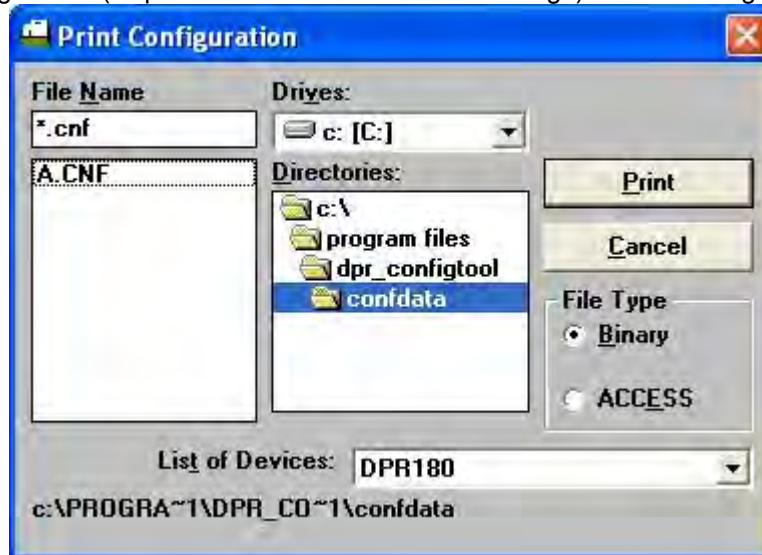 Print Configuration
File Name
*.cnf
A.CNF
Drives:
c: [C:]
Directories:
c:\
program files
dpr_configtool
confdata
Print
Cancel
File Type
Binary
ACCESS
List of Devices: DPR180
c:\PROGRA~1\DPR_CO~1\confdata